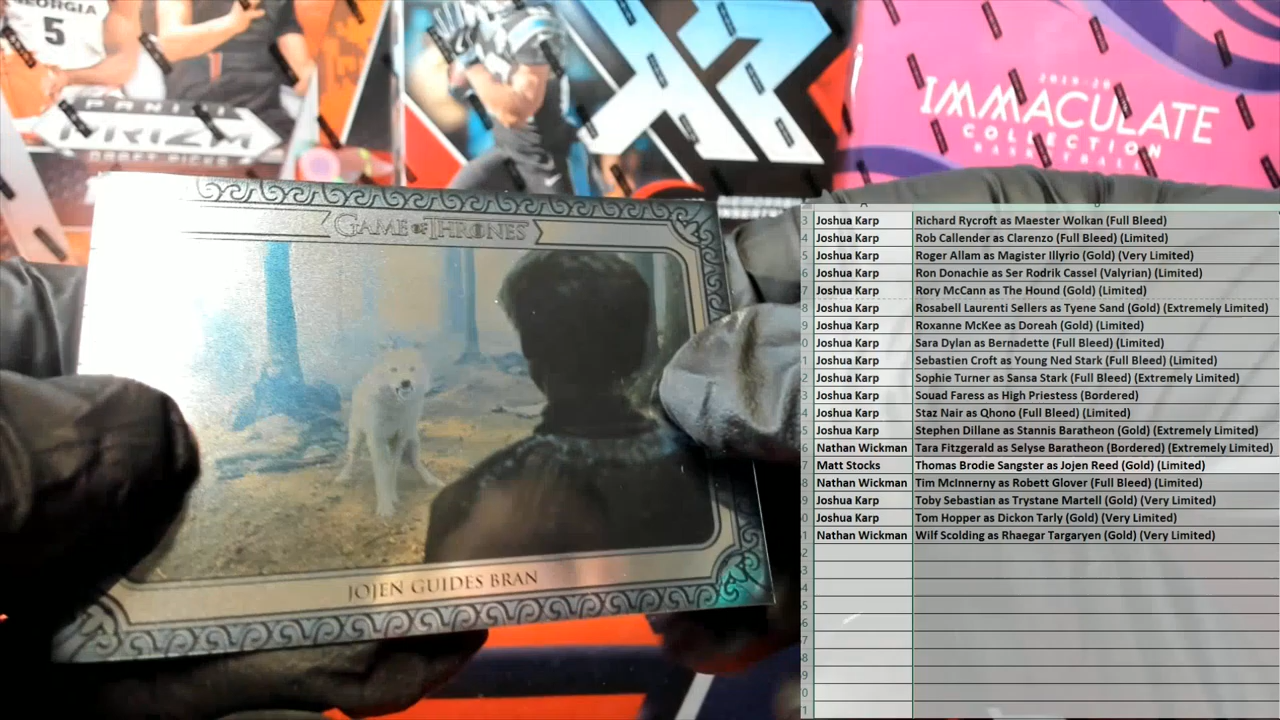 GEORGIA
5
PANINI
PRIZM
DRAFT PICKS
XR
2019-20
IMMACULATE
COLLECTION
BASKETBALL
GAME OF THRONES
JOJEN GUIDES BRAN
Joshua Karp Richard Rycroft as Maester Wolkan (Full Bleed)
Joshua Karp Rob Callender as Clarenzo (Full Bleed) (Limited)
Joshua Karp Roger Allam as Magister Illyrio (Gold) (Very Limited)
Joshua Karp Ron Donachie as Ser Rodrik Cassel (Valyrian) (Limited)
Joshua Karp Rory McCann as The Hound (Gold) (Limited)
Joshua Karp Rosabell Laurenti Sellers as Tyene Sand (Gold) (Extremely Limited)
Joshua Karp Roxanne McKee as Doreah (Gold) (Limited)
Joshua Karp Sara Dylan as Bernadette (Full Bleed) (Limited)
Joshua Karp Sebastien Croft as Young Ned Stark (Full Bleed) (Limited)
Joshua Karp Sophie Turner as Sansa Stark (Full Bleed) (Extremely Limited)
Joshua Karp Souad Faress as High Priestess (Bordered)
Joshua Karp Staz Nair as Qhono (Full Bleed) (Limited)
Joshua Karp Stephen Dillane as Stannis Baratheon (Gold) (Extremely Limited)
Nathan Wickman Tara Fitzgerald as Selyse Baratheon (Bordered) (Extremely Limited)
Matt Stocks Thomas Brodie Sangster as Jojen Reed (Gold) (Limited)
Nathan Wickman Tim McInnerny as Robett Glover (Full Bleed) (Limited)
Joshua Karp Toby Sebastian as Trystane Martell (Gold) (Very Limited)
Joshua Karp Tom Hopper as Dickon Tarly (Gold) (Very Limited)
Nathan Wickman Wilf Scolding as Rhaegar Targaryen (Gold) (Very Limited)